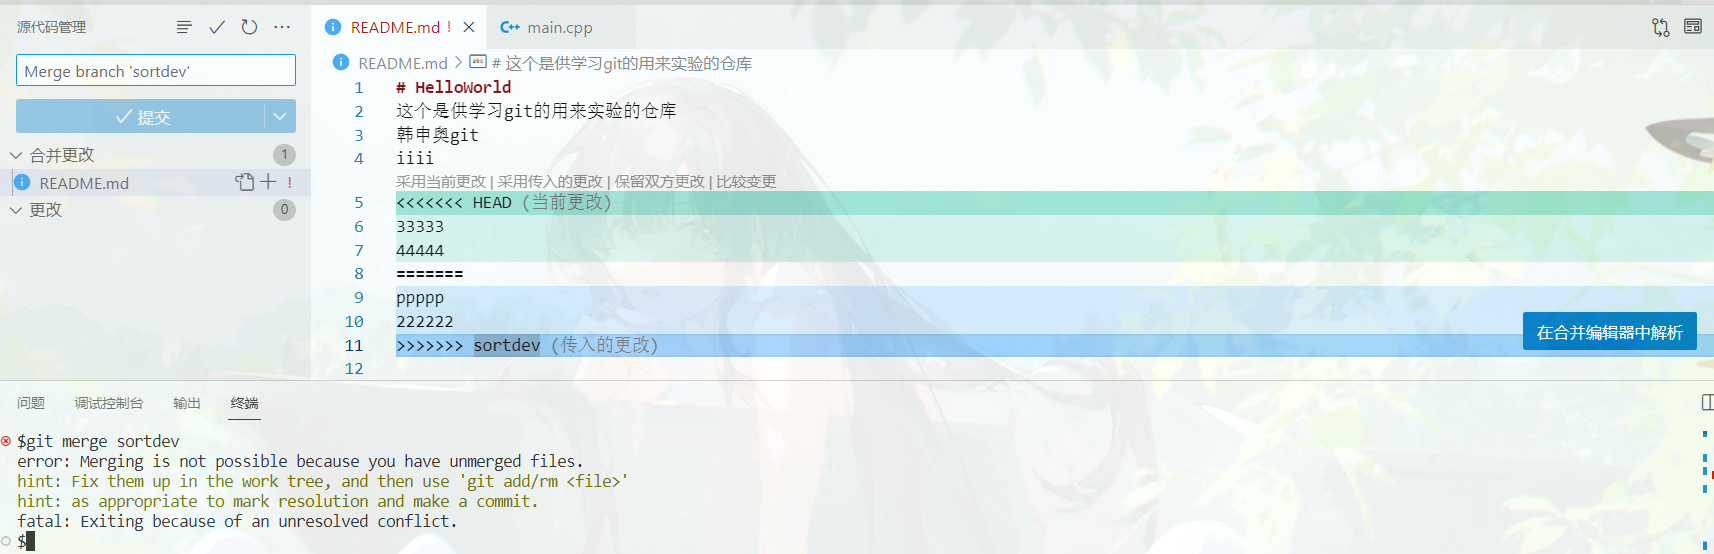 源代码管理
README.md !
main.cpp
Merge branch 'sortdev'
提交
合并更改 1
README.md !
更改 0
README.md > # 这个是供学习git的用来实验的仓库
1 # HelloWorld
2 这个是供学习git的用来实验的仓库
3 韩申奥git
4 iiii
采用当前更改 | 采用传入的更改 | 保留双方更改 | 比较变更
5 <<<<<<< HEAD (当前更改)
6 33333
7 44444
8 =======
9 ppppp
10 222222
11 >>>>>>> sortdev (传入的更改)
12
在合并编辑器中解析
问题 调试控制台 输出 终端
$git merge sortdev
error: Merging is not possible because you have unmerged files.
hint: Fix them up in the work tree, and then use 'git add/rm <file>'
hint: as appropriate to mark resolution and make a commit.
fatal: Exiting because of an unresolved conflict.
$